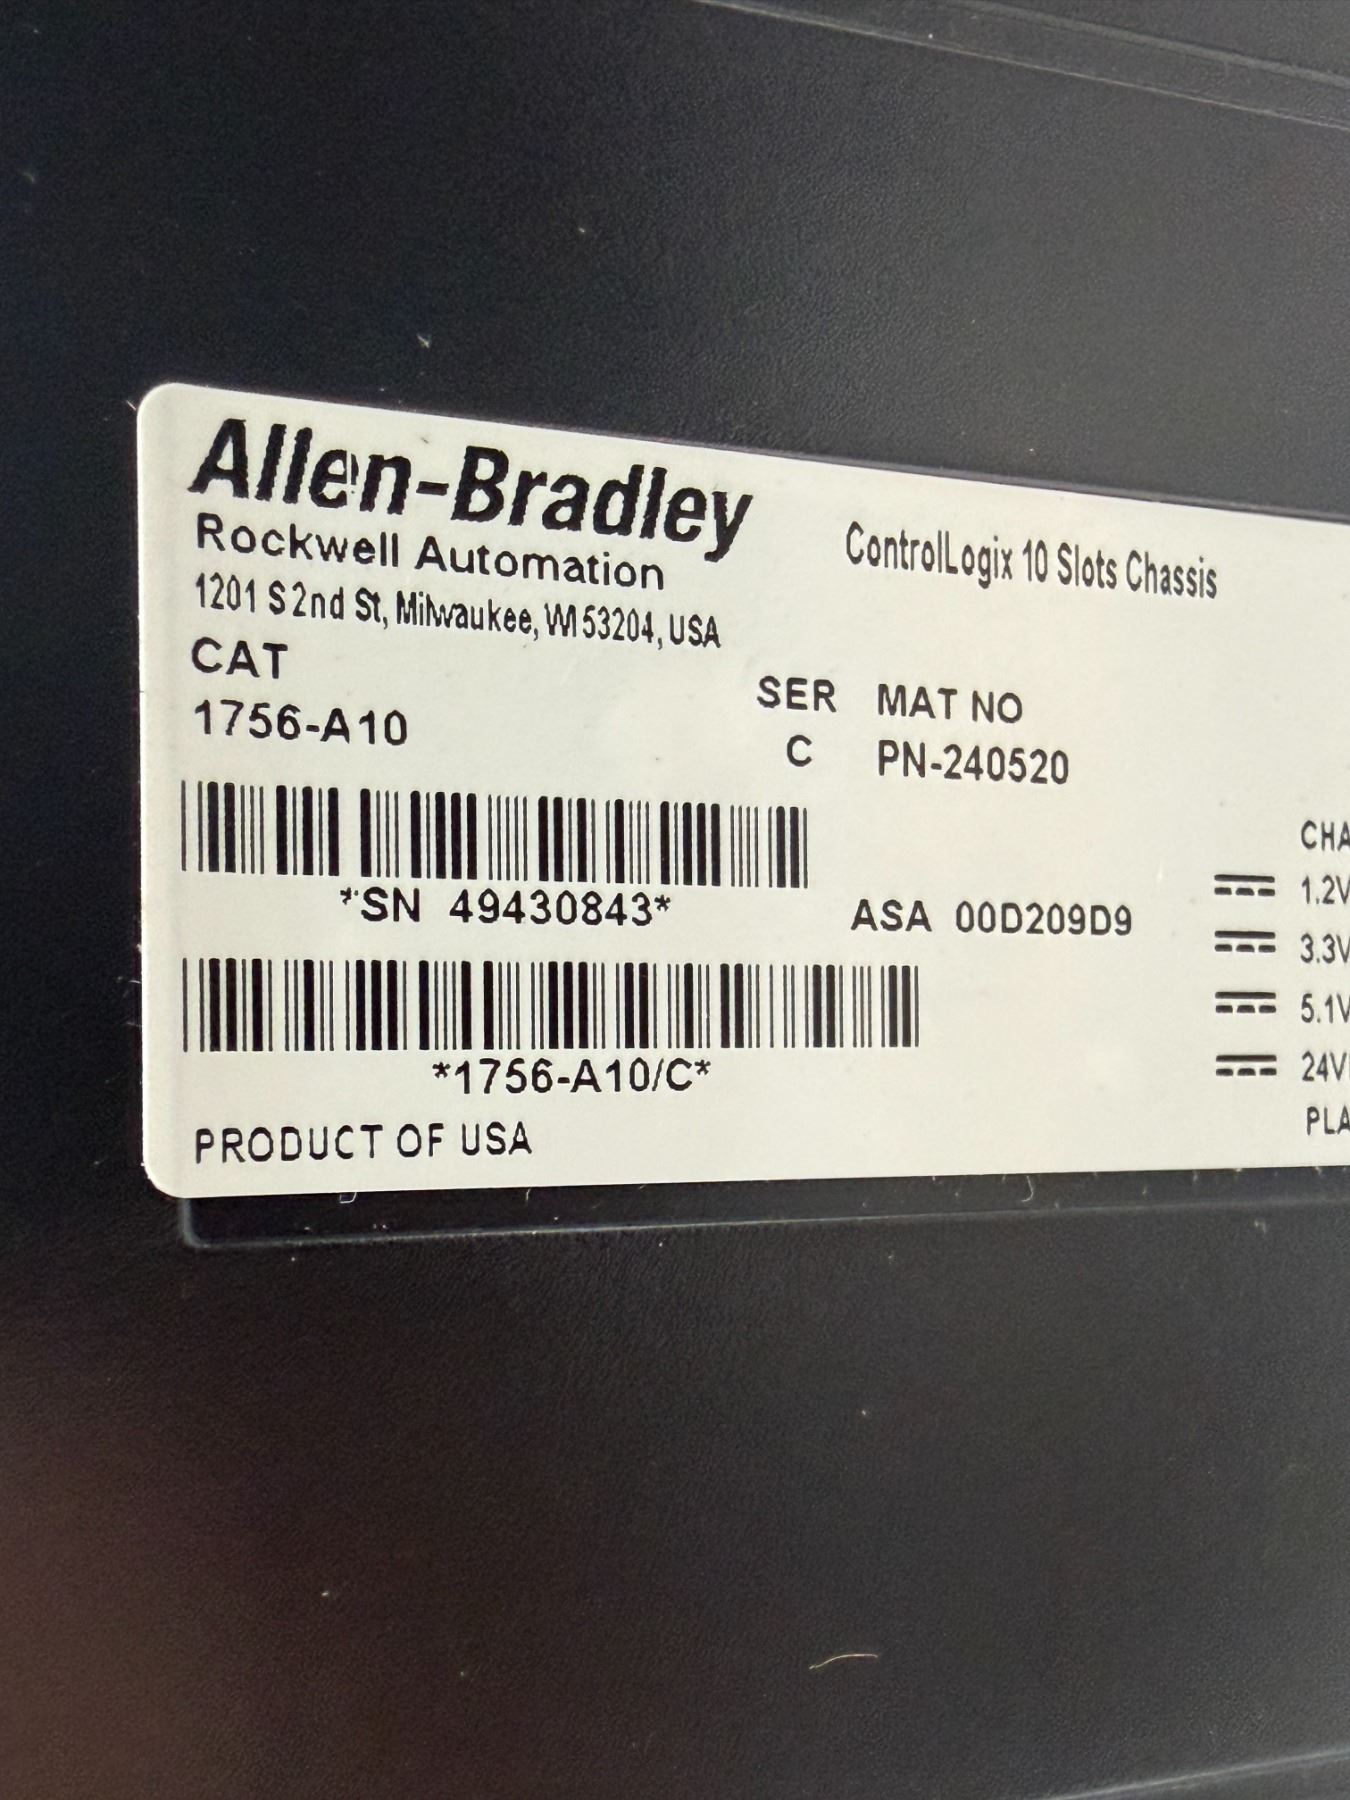 Allen-Bradley
Rockwell Automation
1201 S 2nd St, Milwaukee, WI 53204, USA
ControlLogix 10 Slots Chassis
CAT
1756-A10
SER
C
MAT NO
PN-240520
*SN 49430843*
ASA 00D209D9
*1756-A10/C*
PRODUCT OF USA
CHA
1.2V
3.3V
5.1V
24V
PLA